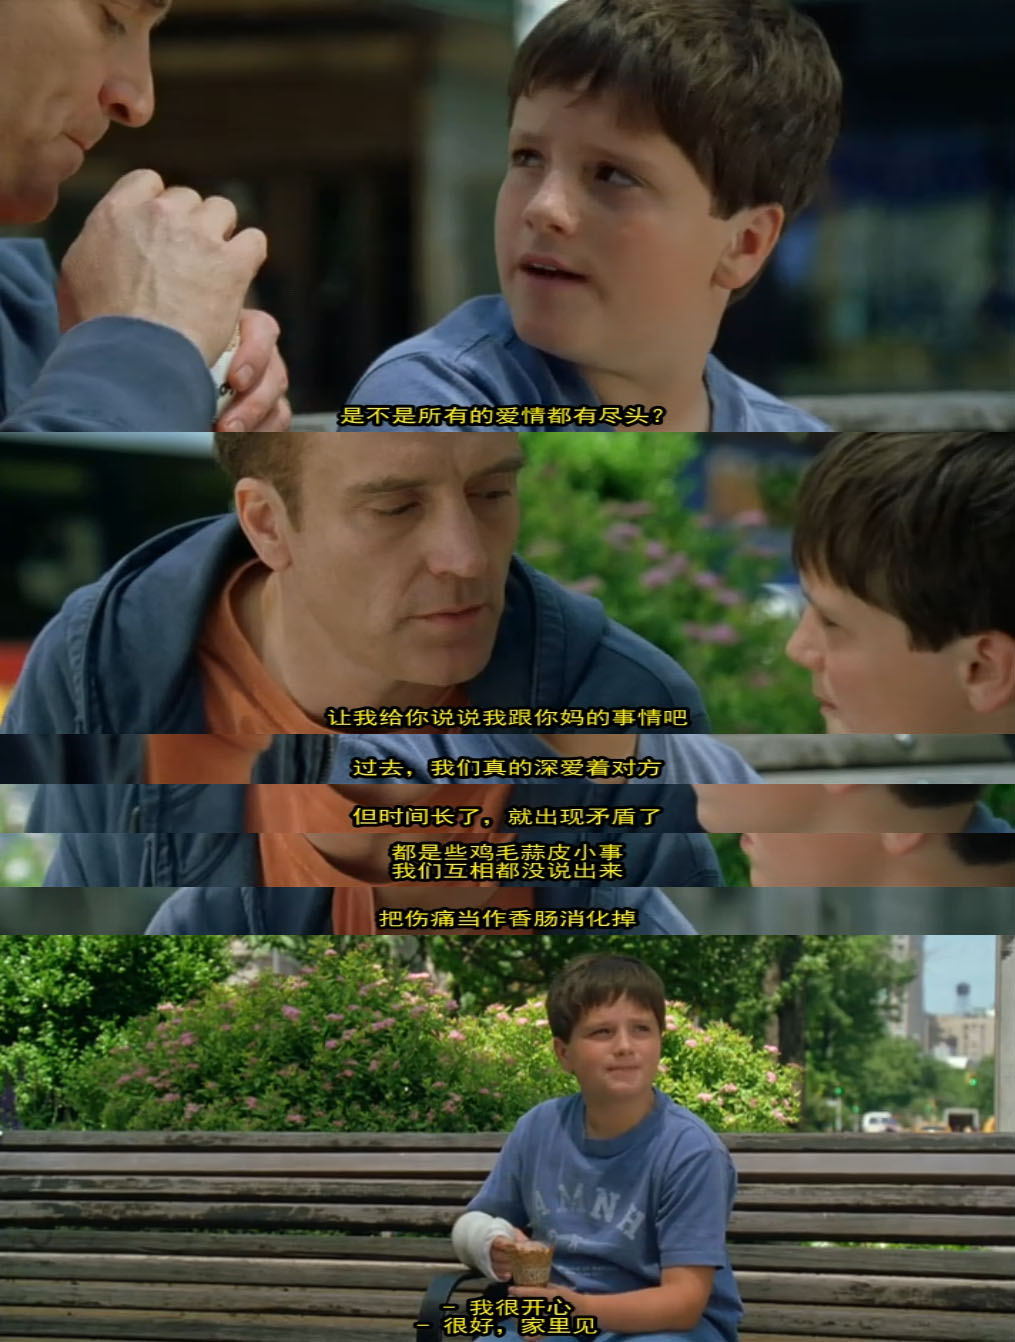 是不是所有的爱情都有尽头?
让我给你说说我跟你妈的事情吧
过去，我们真的深爱着对方
但时间长了，就出现矛盾了
都是些鸡毛蒜皮小事
我们互相都没说出来
把伤痛当作香肠消化掉
AMNH
- 我很开心
- 很好，家里见